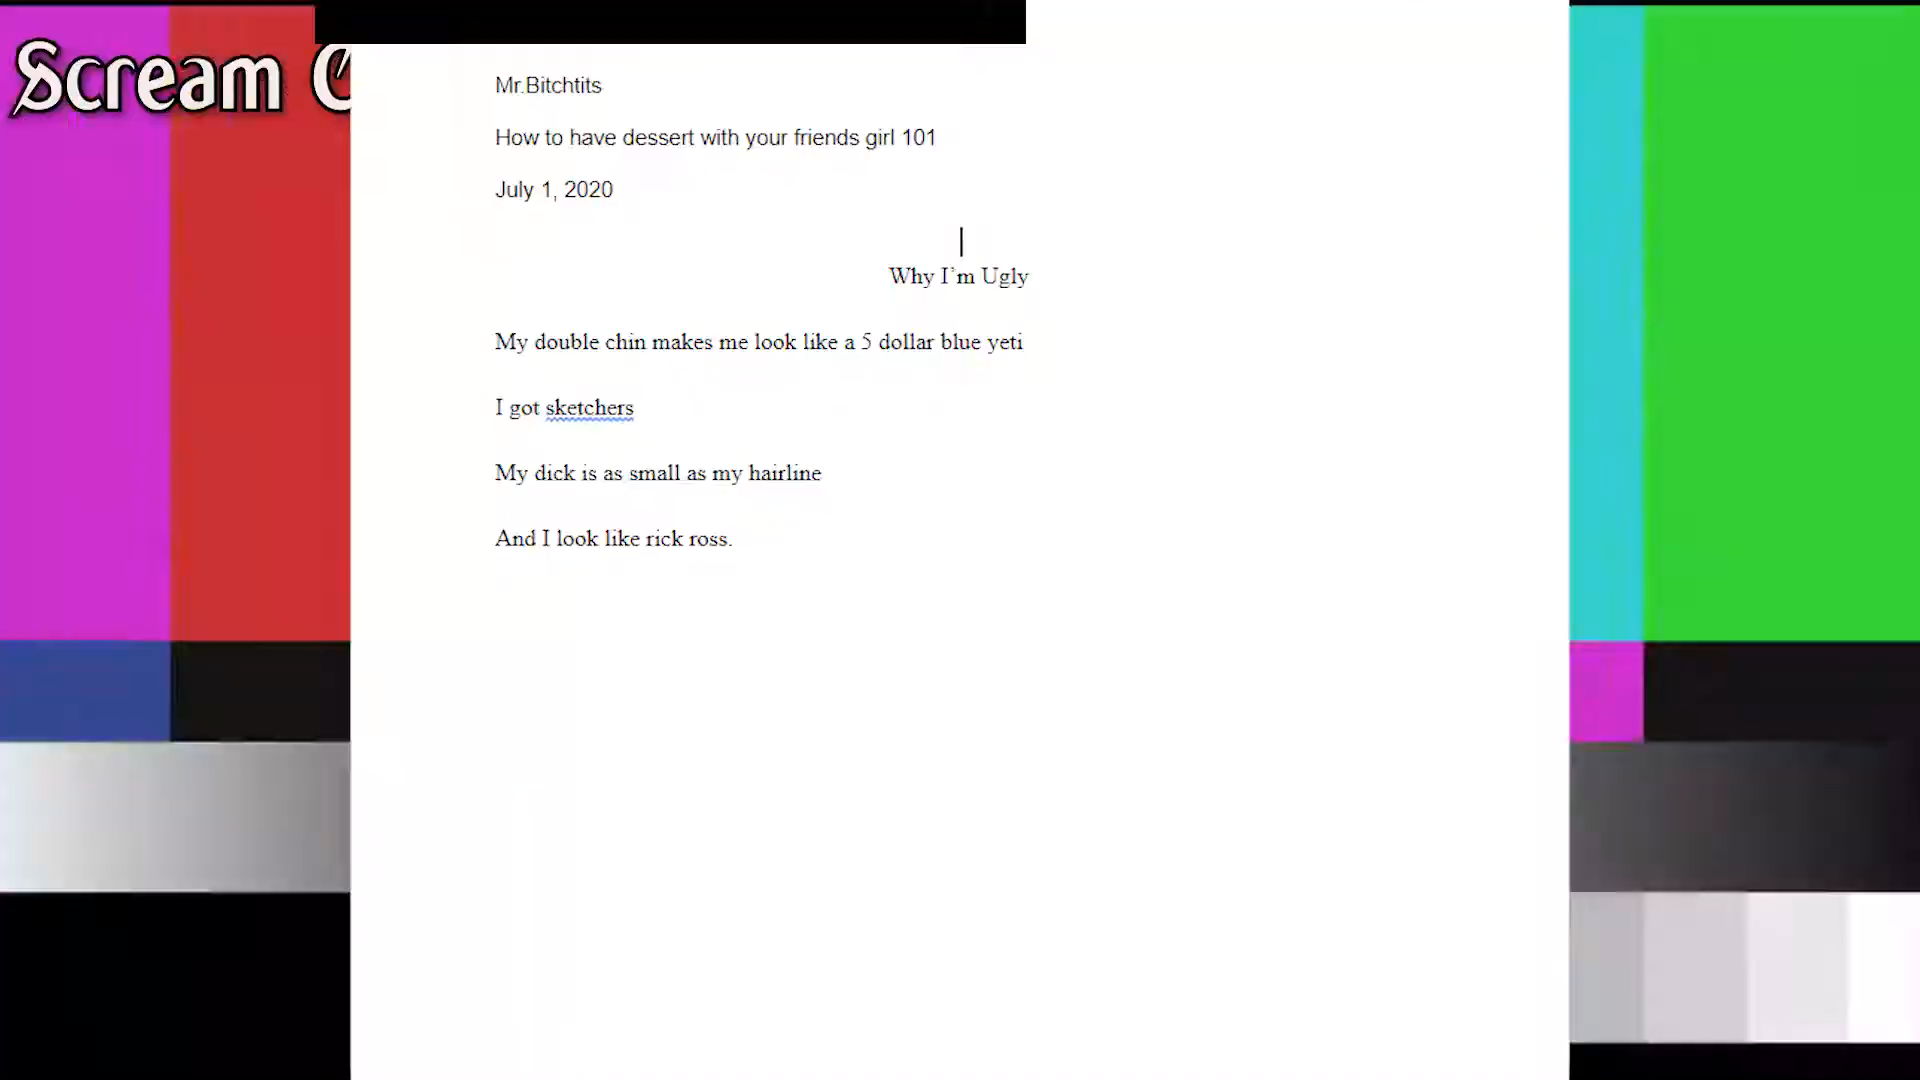 Scream
Mr.Bitchtits
How to have dessert with your friends girl 101
July 1, 2020
Why I’m Ugly
My double chin makes me look like a 5 dollar blue yeti
I got sketchers
My dick is as small as my hairline
And I look like rick ross.